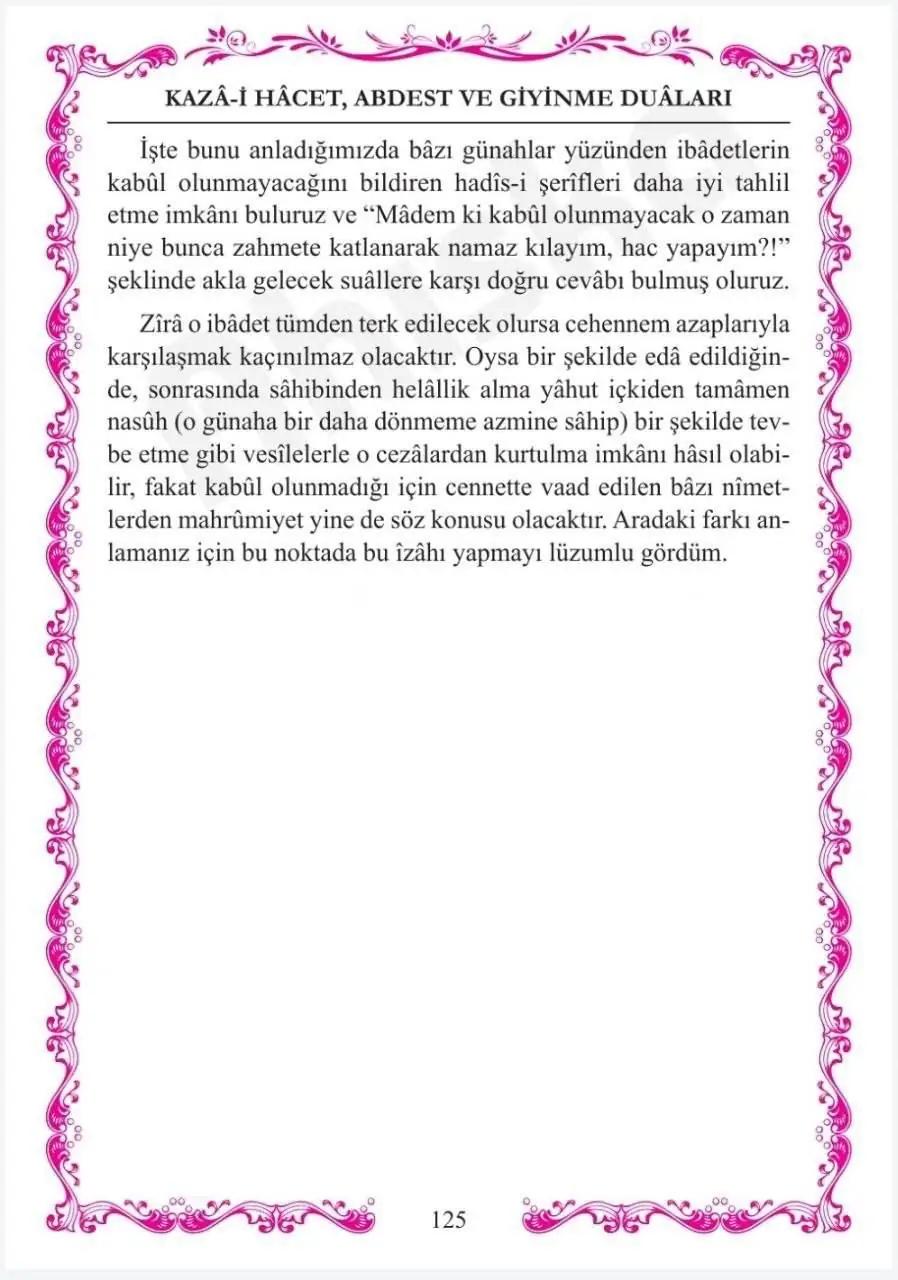 KAZÂ-İ HÂCET, ABDEST VE GİYİNME DUÂLARI
İşte bunu anladığımızda bâzı günahlar yüzünden ibâdetlerin
kabûl olunmayacağını bildiren hadîs-i şerîfleri daha iyi tahlil
etme imkânı buluruz ve “Mâdem ki kabûl olunmayacak o zaman
niye bunca zahmete katlanarak namaz kılayım, hac yapayım?!”
şeklinde akla gelecek suâllere karşı doğru cevâbı bulmuş oluruz.
Zîrâ o ibâdet tümden terk edilecek olursa cehennem azaplarıyla
karşılaşmak kaçınılmaz olacaktır. Oysa bir şekilde edâ edildiğin-
de, sonrasında sâhibinden helâllik alma yâhut içkiden tamâmen
nasûh (o günaha bir daha dönmeme azmine sâhip) bir şekilde tev-
be etme gibi vesîlelerle o cezâlardan kurtulma imkânı hâsıl olabi-
lir, fakat kabûl olunmadığı için cennette vaad edilen bâzı nîmet-
lerden mahrûmiyet yine de söz konusu olacaktır. Aradaki farkı an-
lamanız için bu noktada bu îzâhı yapmayı lüzumlu gördüm.
125